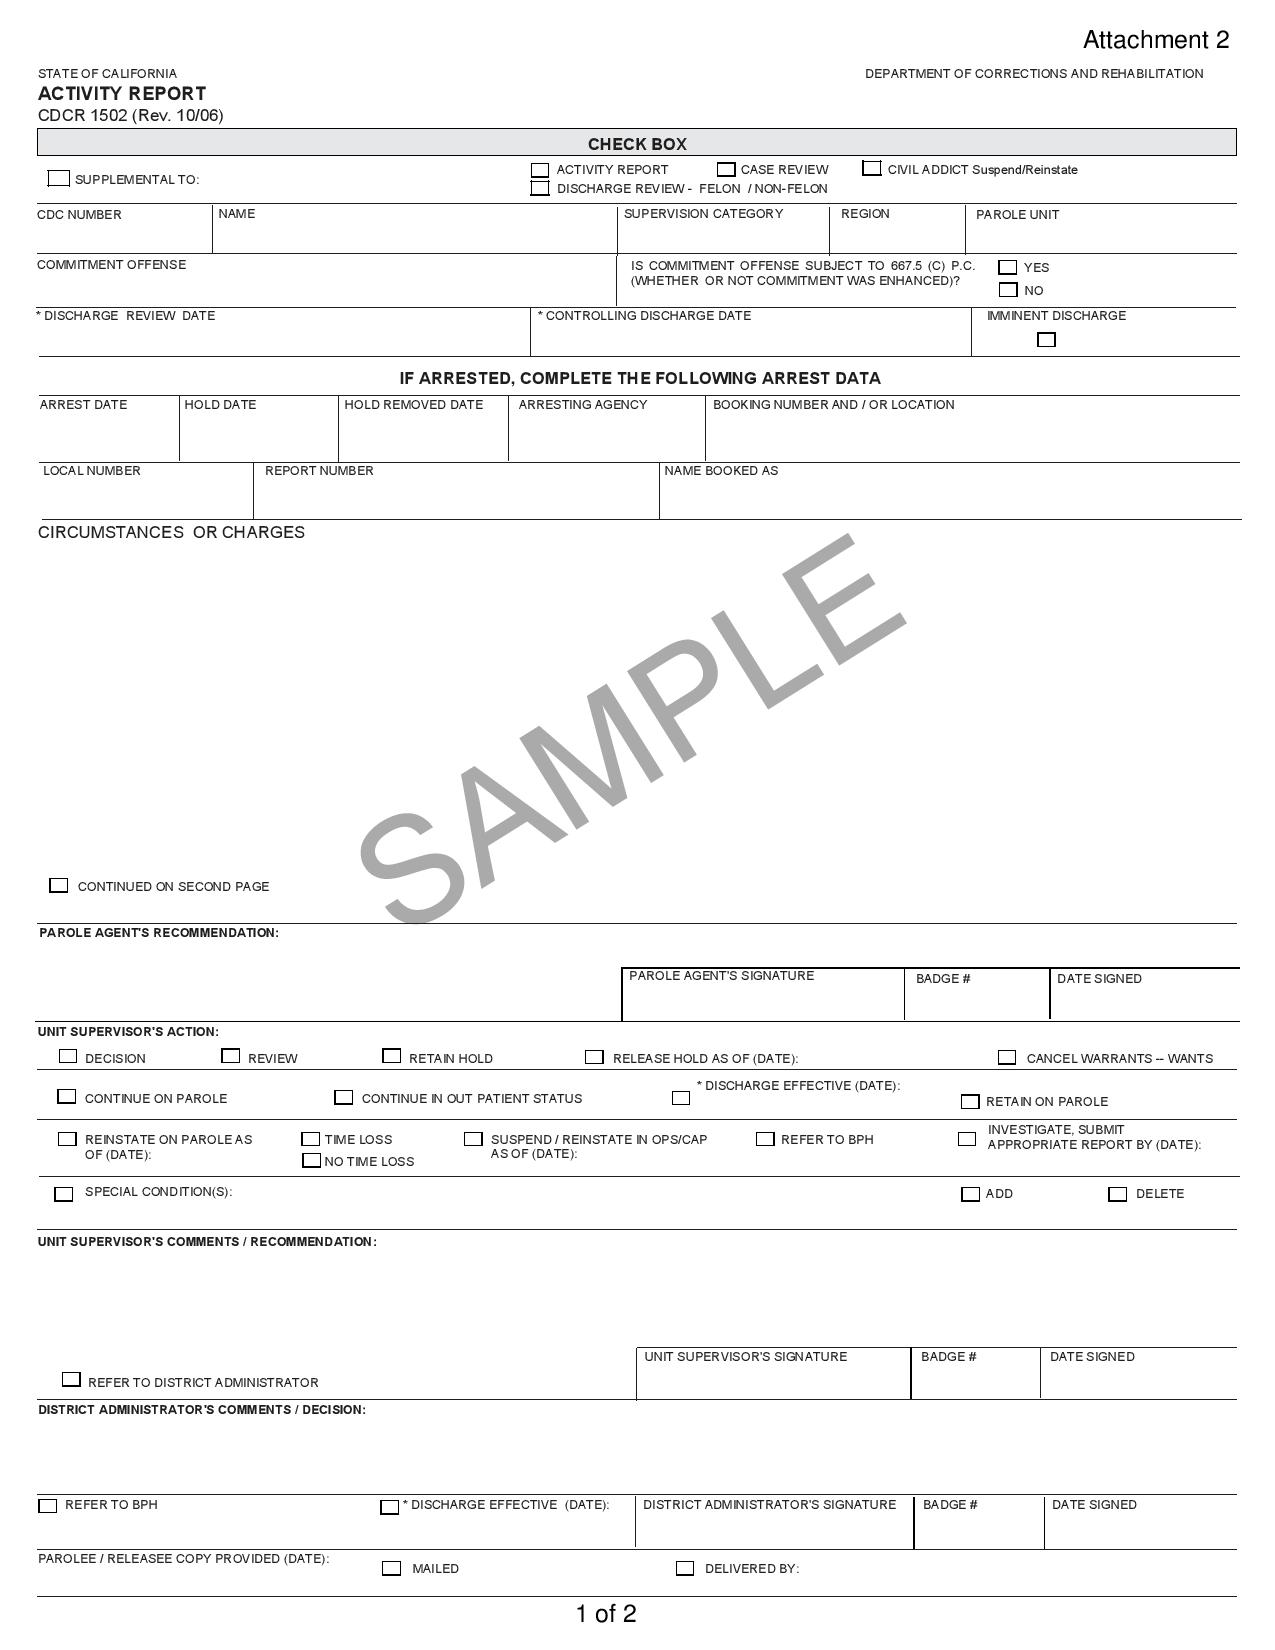 Attachment 2
STATE OF CALIFORNIA DEPARTMENT OF CORRECTIONS AND REHABILITATION
ACTIVITY REPORT
CDCR 1502 (Rev. 10/06)
CHECK BOX
SUPPLEMENTAL TO: ACTIVITY REPORT CASE REVIEW CIVIL ADDICT Suspend/Reinstate
DISCHARGE REVIEW - FELON / NON-FELON
CDC NUMBER NAME SUPERVISION CATEGORY REGION PAROLE UNIT
COMMITMENT OFFENSE IS COMMITMENT OFFENSE SUBJECT TO 667.5 (C) P.C. YES
(WHETHER OR NOT COMMITMENT WAS ENHANCED)? NO
* DISCHARGE REVIEW DATE * CONTROLLING DISCHARGE DATE IMMINENT DISCHARGE
IF ARRESTED, COMPLETE THE FOLLOWING ARREST DATA
ARREST DATE HOLD DATE HOLD REMOVED DATE ARRESTING AGENCY BOOKING NUMBER AND / OR LOCATION
LOCAL NUMBER REPORT NUMBER NAME BOOKED AS
CIRCUMSTANCES OR CHARGES
SAMPLE
CONTINUED ON SECOND PAGE
PAROLE AGENT'S RECOMMENDATION:
PAROLE AGENT'S SIGNATURE BADGE # DATE SIGNED
UNIT SUPERVISOR'S ACTION:
DECISION REVIEW RETAIN HOLD RELEASE HOLD AS OF (DATE): CANCEL WARRANTS -- WANTS
CONTINUE ON PAROLE CONTINUE IN OUT PATIENT STATUS * DISCHARGE EFFECTIVE (DATE): RETAIN ON PAROLE
REINSTATE ON PAROLE AS TIME LOSS SUSPEND / REINSTATE IN OPS/CAP REFER TO BPH INVESTIGATE, SUBMIT
OF (DATE): NO TIME LOSS AS OF (DATE): APPROPRIATE REPORT BY (DATE):
SPECIAL CONDITION(S): ADD DELETE
UNIT SUPERVISOR'S COMMENTS / RECOMMENDATION:
UNIT SUPERVISOR'S SIGNATURE BADGE # DATE SIGNED
REFER TO DISTRICT ADMINISTRATOR
DISTRICT ADMINISTRATOR'S COMMENTS / DECISION:
REFER TO BPH * DISCHARGE EFFECTIVE (DATE): DISTRICT ADMINISTRATOR'S SIGNATURE BADGE # DATE SIGNED
PAROLEE / RELEASEE COPY PROVIDED (DATE): MAILED DELIVERED BY:
1 of 2